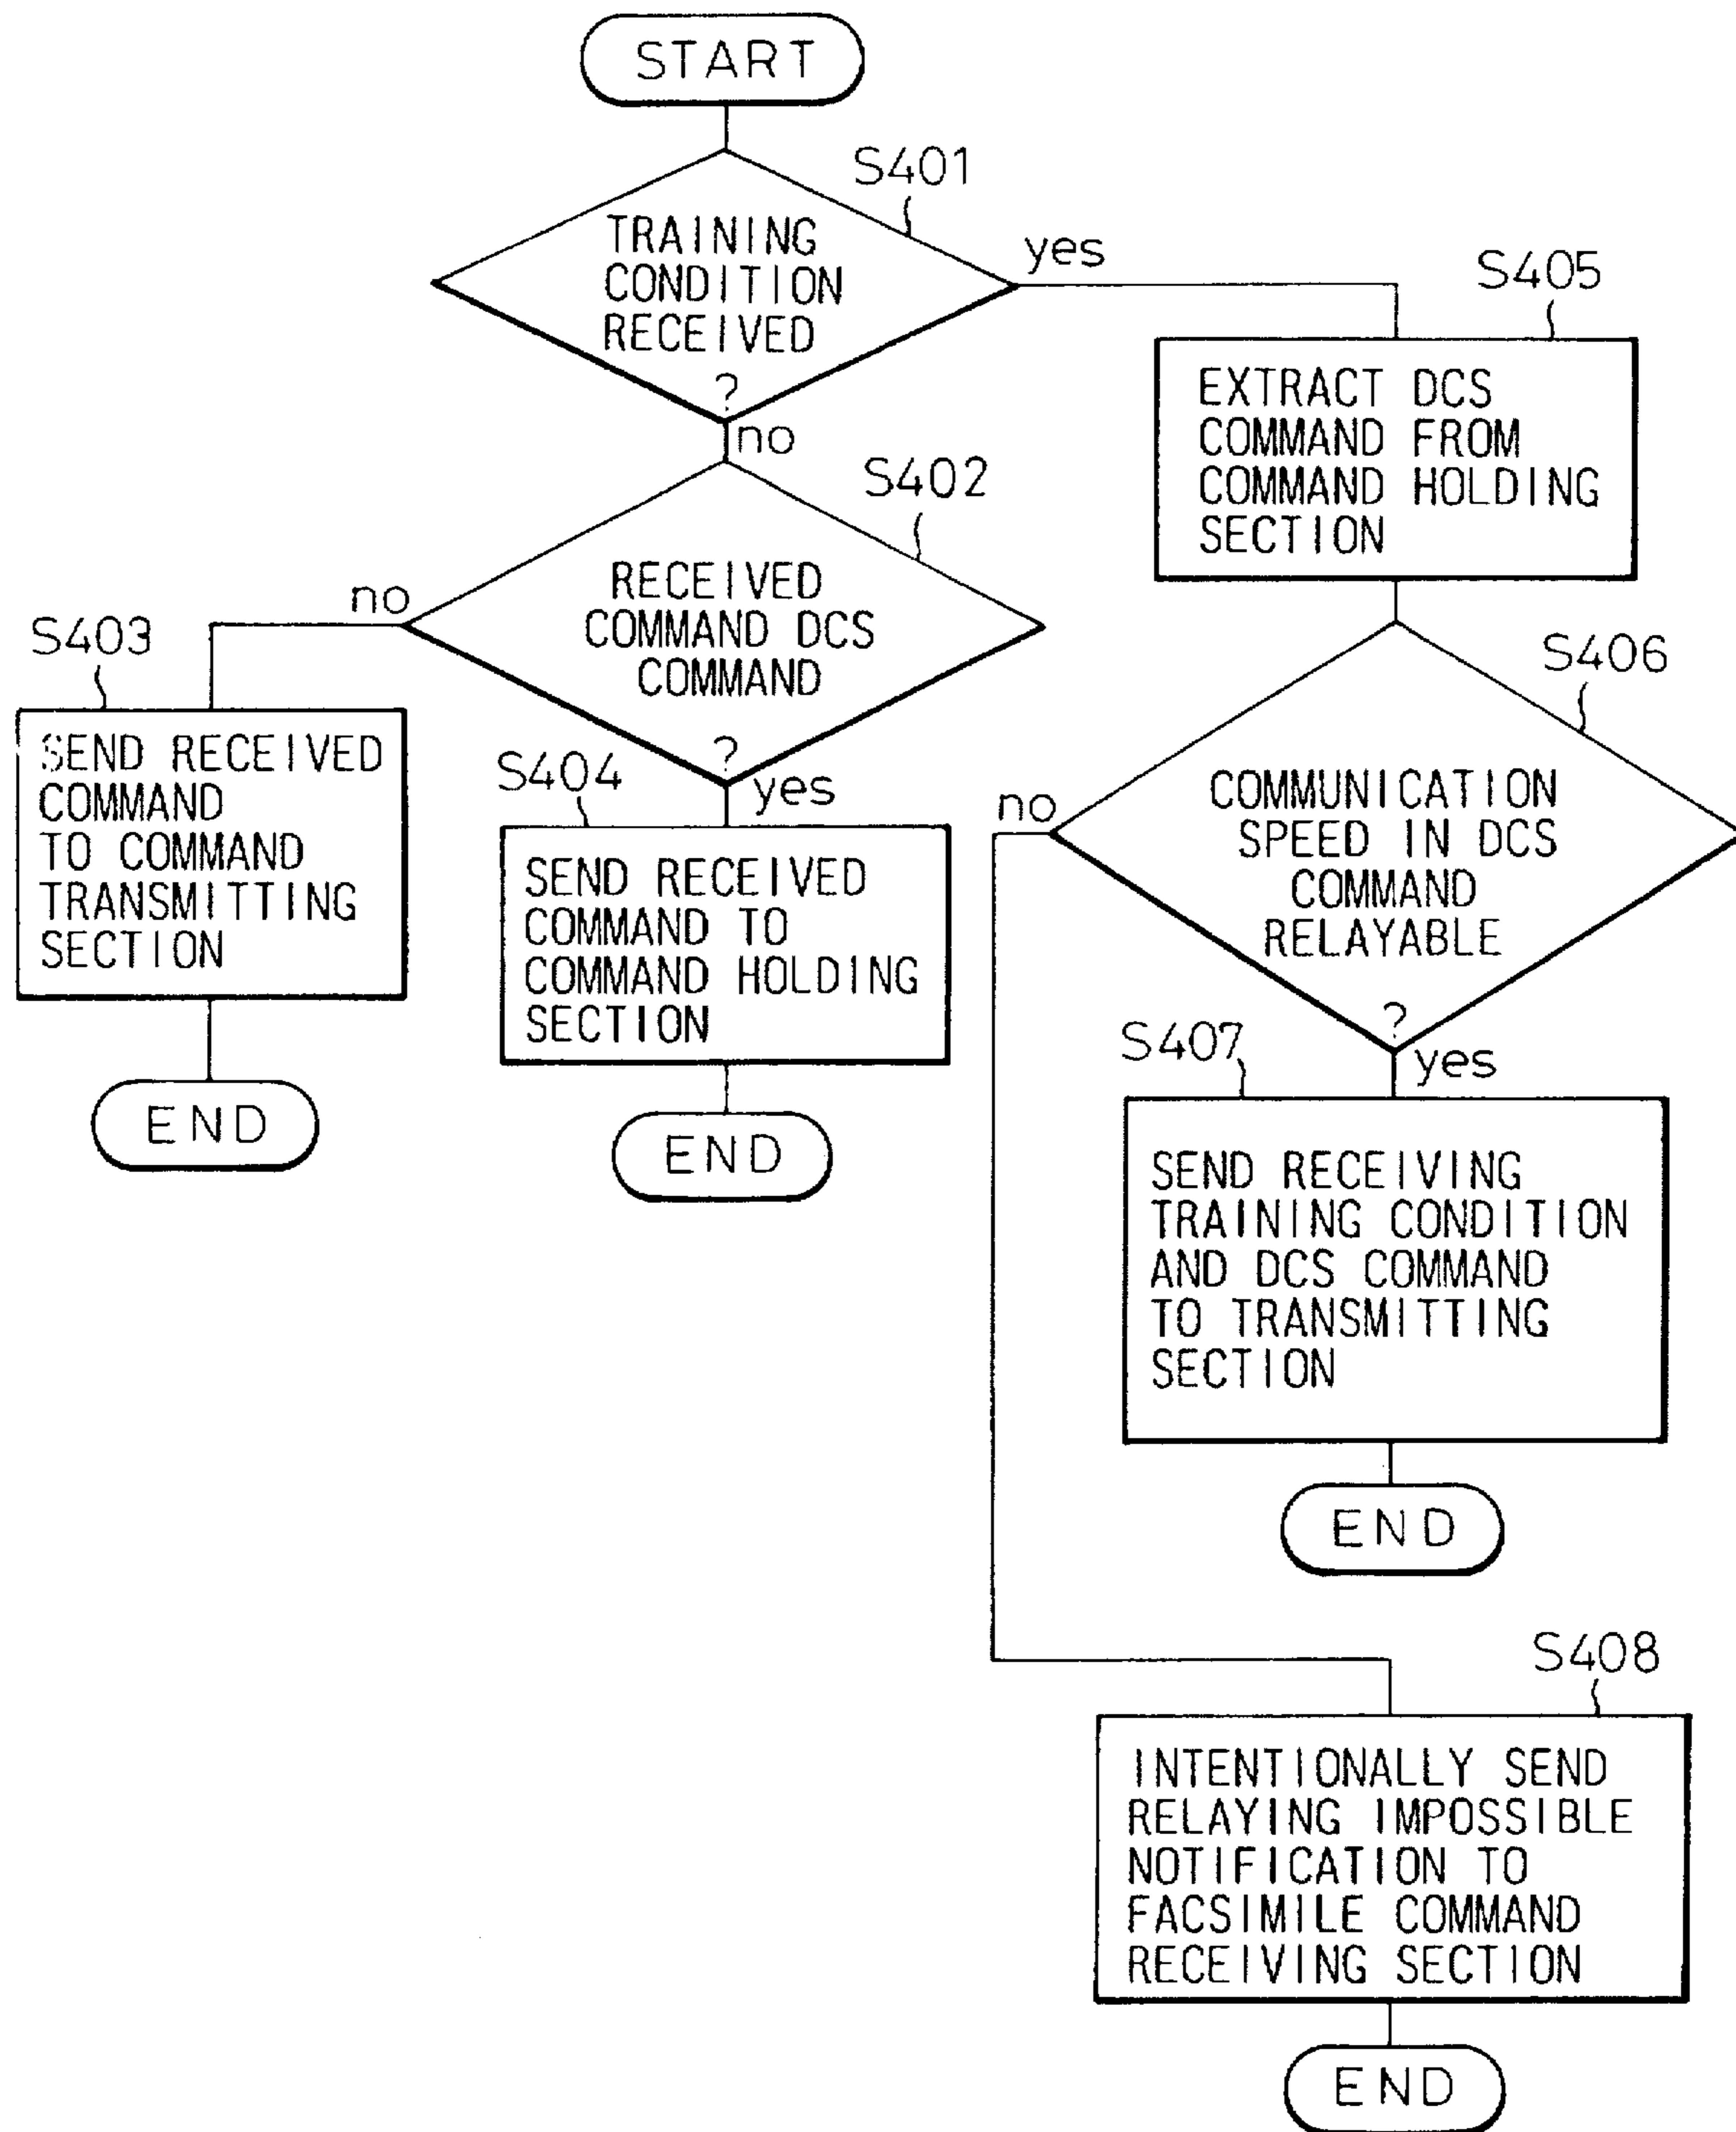 START
S401
TRAINING
CONDITION
RECEIVED
?
yes
no
S405
EXTRACT DCS
COMMAND FROM
COMMAND HOLDING
SECTION
S402
RECEIVED
COMMAND DCS
COMMAND
?
no
yes
S403
SEND RECEIVED
COMMAND
TO COMMAND
TRANSMITTING
SECTION
END
S404
SEND RECEIVED
COMMAND TO
COMMAND HOLDING
SECTION
END
S406
COMMUNICATION
SPEED IN DCS
COMMAND
RELAYABLE
?
no
yes
S407
SEND RECEIVING
TRAINING CONDITION
AND DCS COMMAND
TO TRANSMITTING
SECTION
END
S408
INTENTIONALLY SEND
RELAYING IMPOSSIBLE
NOTIFICATION TO
FACSIMILE COMMAND
RECEIVING SECTION
END